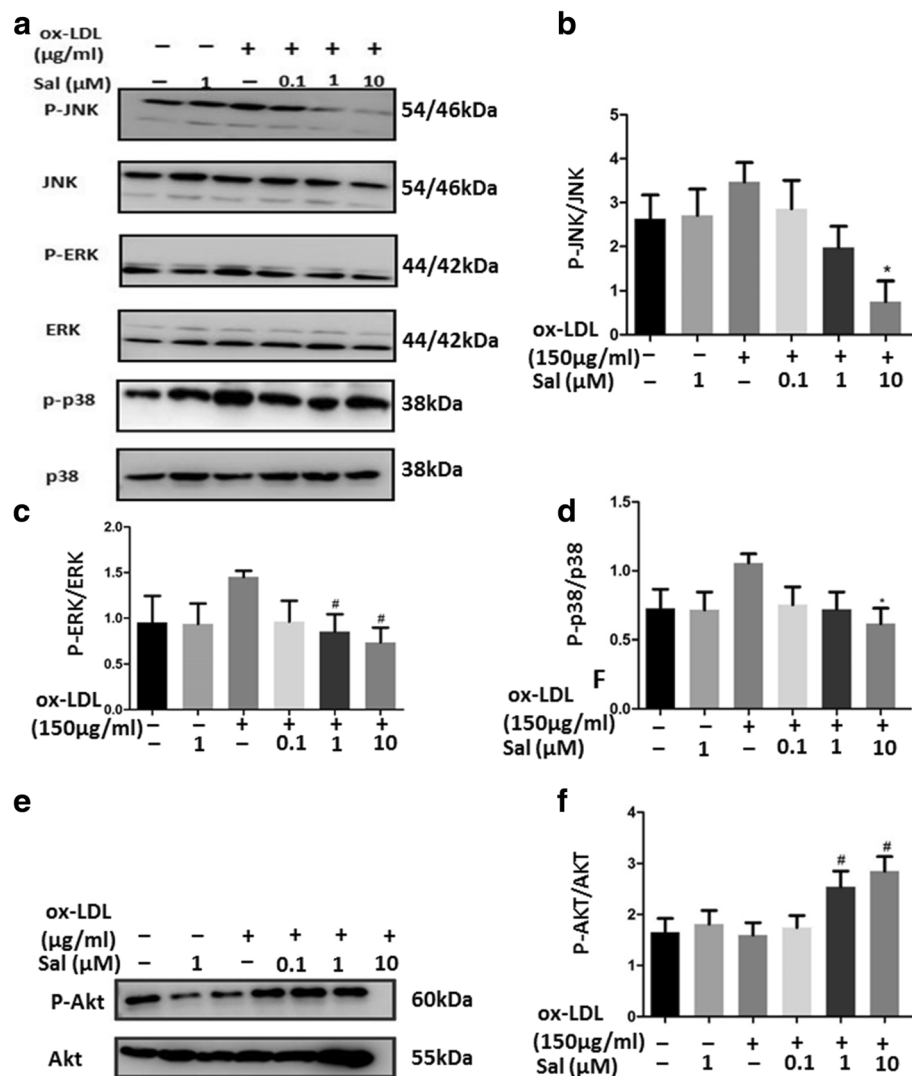 a
ox-LDL
(μg/ml) – – + + + +
Sal (μM) – 1 – 0.1 1 10
P-JNK 54/46kDa
JNK 54/46kDa
P-ERK 44/42kDa
ERK 44/42kDa
p-p38 38kDa
p38 38kDa
b
P-JNK/JNK
5
4
3
2
1
0
*
ox-LDL
(150μg/ml) – – + + + +
Sal (μM) – 1 – 0.1 1 10
c
P-ERK/ERK
2.0
1.5
1.0
0.5
0.0
# #
ox-LDL
(150μg/ml) – – + + + +
Sal (μM) – 1 – 0.1 1 10
d
P-p38/p38
1.5
1.0
0.5
0.0
*
F
ox-LDL
(150μg/ml) – – + + + +
Sal (μM) – 1 – 0.1 1 10
e
ox-LDL
(μg/ml) – – + + + +
Sal (μM) – 1 – 0.1 1 10
P-Akt 60kDa
Akt 55kDa
f
P-AKT/AKT
4
3
2
1
0
# #
ox-LDL
(150μg/ml) – – + + + +
Sal (μM) – 1 – 0.1 1 10